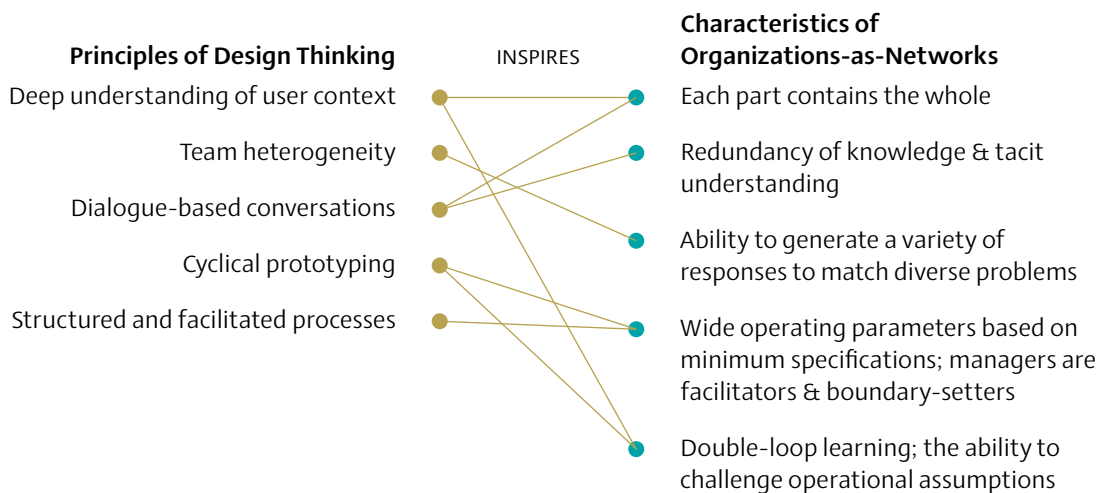 Principles of Design Thinking
INSPIRES
Characteristics of
Organizations-as-Networks
Deep understanding of user context
Team heterogeneity
Dialogue-based conversations
Cyclical prototyping
Structured and facilitated processes
Each part contains the whole
Redundancy of knowledge & tacit
understanding
Ability to generate a variety of
responses to match diverse problems
Wide operating parameters based on
minimum specifications; managers are
facilitators & boundary-setters
Double-loop learning; the ability to
challenge operational assumptions